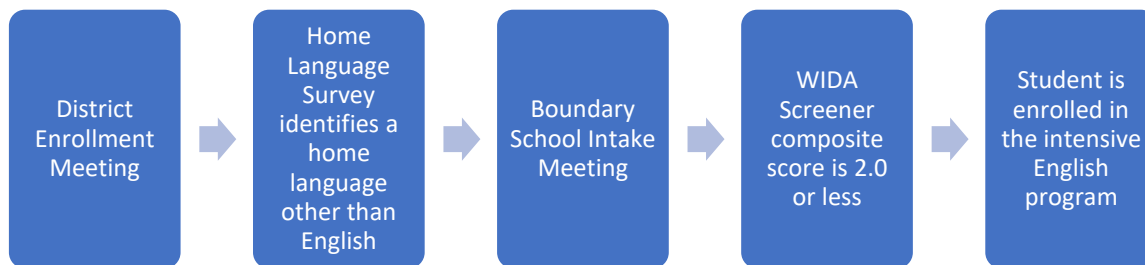 District
Enrollment
Meeting
Home
Language
Survey
identifies a
home
language
other than
English
Boundary
School Intake
Meeting
WIDA
Screener
composite
score is 2.0
or less
Student is
enrolled in
the intensive
English
program